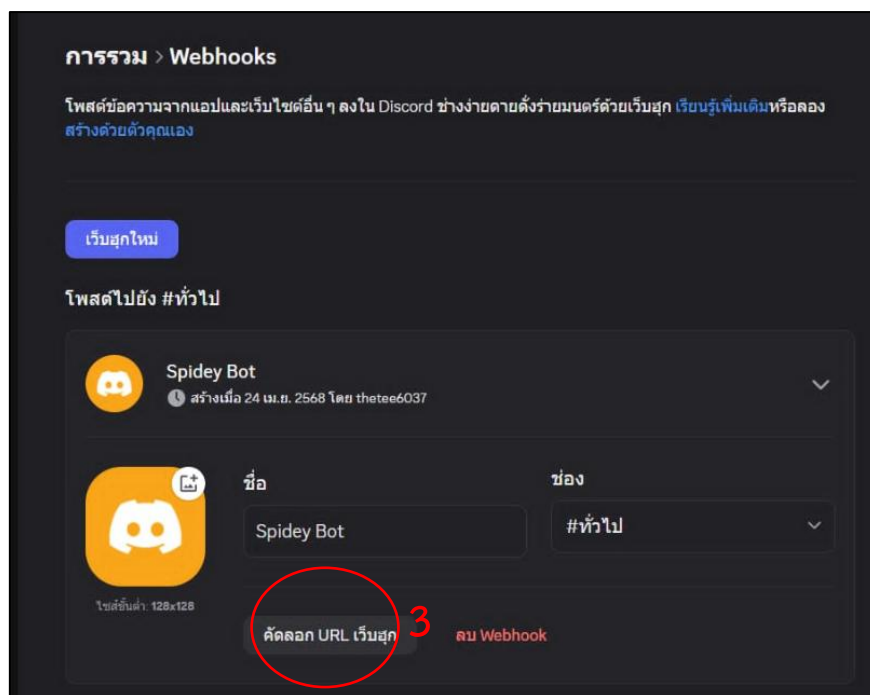 การรวม > Webhooks
โพสต์ข้อความจากแอปและเว็บไซต์อื่น ๆ ลงใน Discord ช่างง่ายดายดั่งร่ายมนตร์ด้วยเว็บฮุก เรียนรู้เพิ่มเติมหรือลอง
สร้างด้วยตัวคุณเอง
เว็บฮุกใหม่
โพสต์ไปยัง #ทั่วไป
Spidey Bot
สร้างเมื่อ 24 เม.ย. 2568 โดย thetee6037
ชื่อ
ช่อง
Spidey Bot
#ทั่วไป
ไซส์ขั้นต่ำ: 128x128
คัดลอก URL เว็บฮุก 3
ลบ Webhook